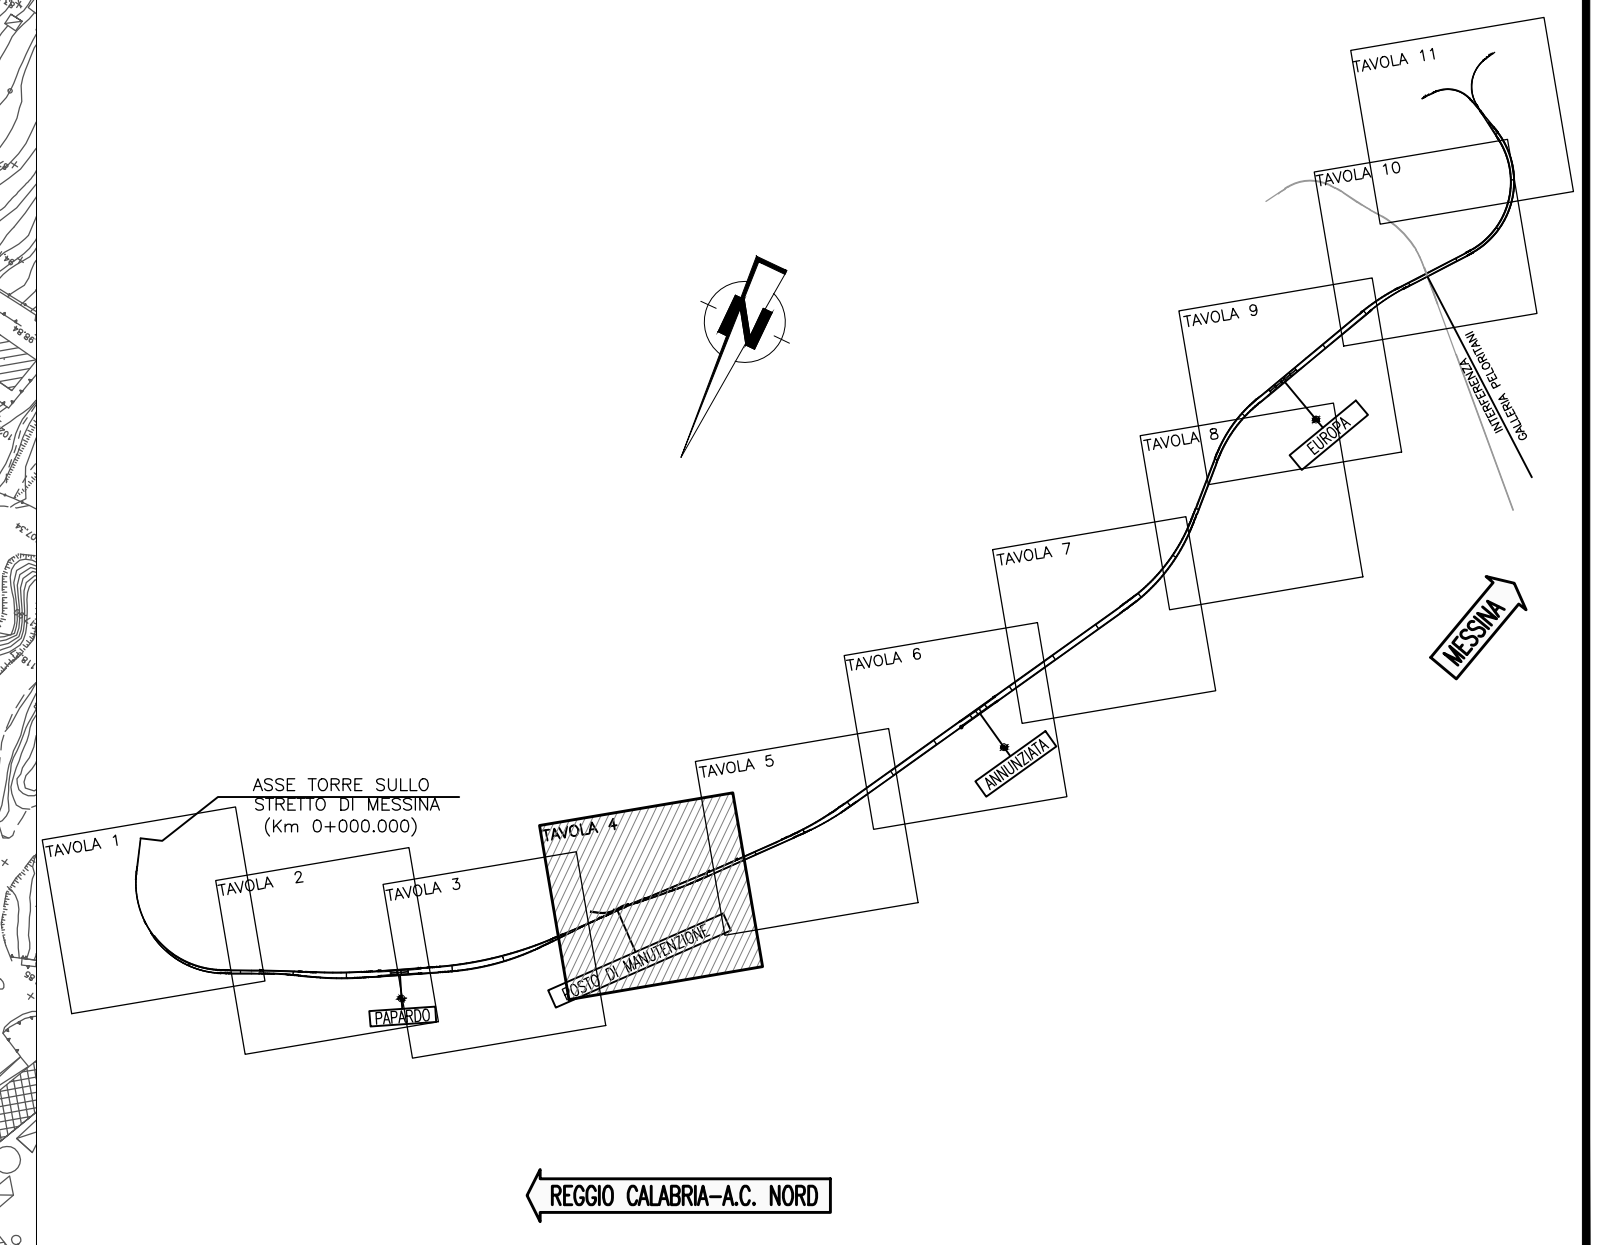 TAVOLA 11
TAVOLA 10
TAVOLA 9
INTERFERENZA
GALLERIA PELORITANI
EUROPA
TAVOLA 8
TAVOLA 7
N
MESSINA
TAVOLA 6
ANNUNZIATA
TAVOLA 5
ASSE TORRE SULLO
STRETTO DI MESSINA
(Km 0+000.000)
TAVOLA 4
TAVOLA 1
TAVOLA 2
TAVOLA 3
POSTO DI MANUTENZIONE
PAPARDO
REGGIO CALABRIA-A.C. NORD
98.84